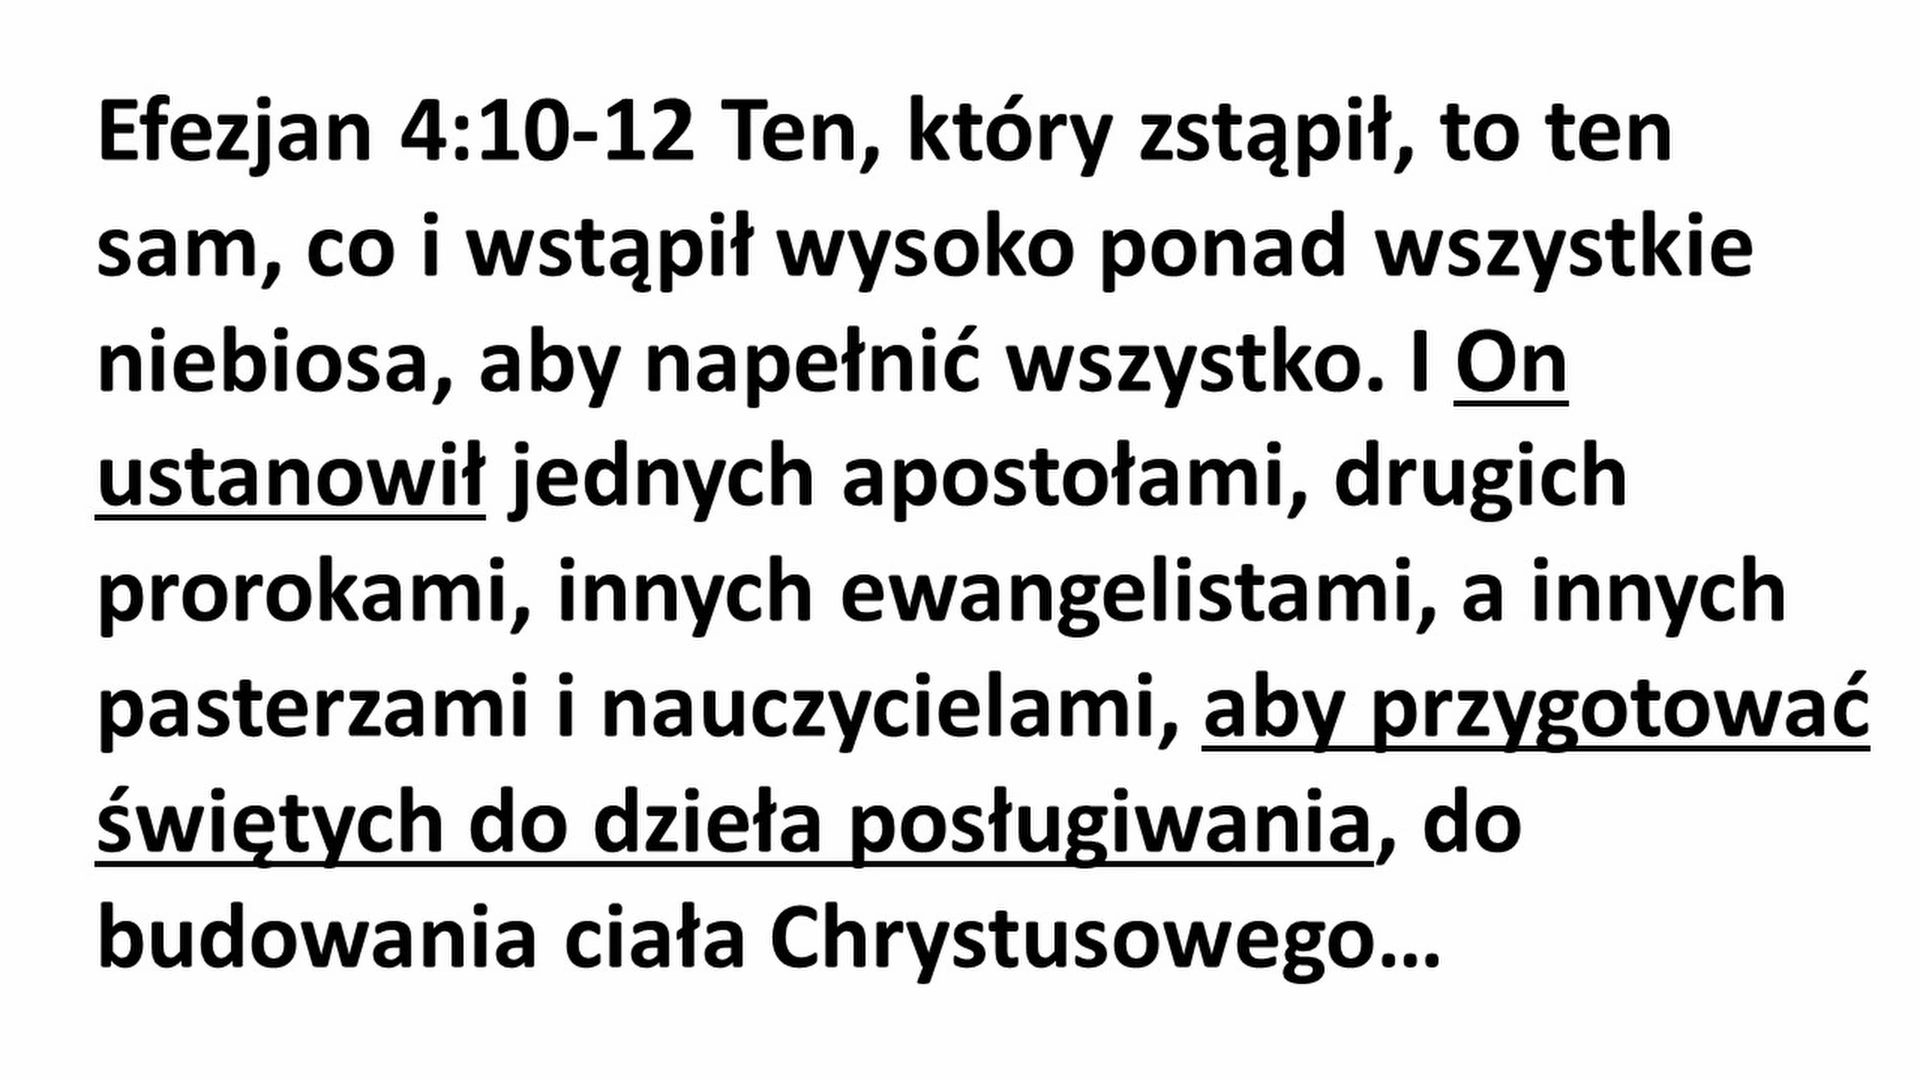 Efezjan 4:10-12 Ten, który zstąpił, to ten
sam, co i wstąpił wysoko ponad wszystkie
niebiosa, aby napełnić wszystko. I On
ustanowił jednych apostołami, drugich
prorokami, innych ewangelistami, a innych
pasterzami i nauczycielami, aby przygotować
świętych do dzieła posługiwania, do
budowania ciała Chrystusowego...